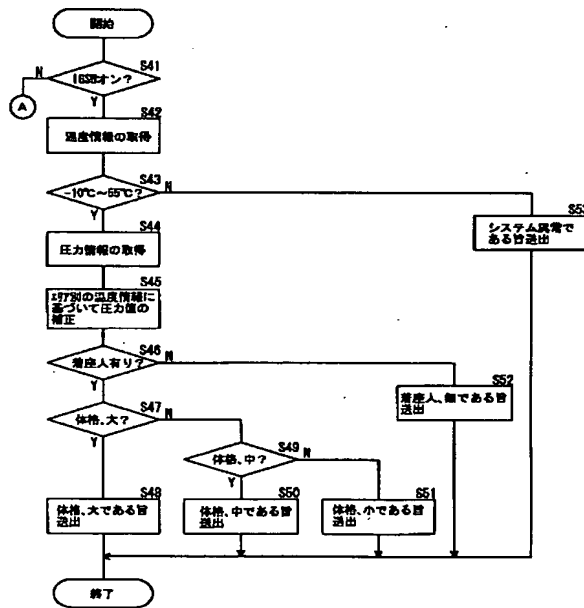 開始
S41
N
IGSWオン?
A
Y
S42
温度情報の取得
S43
-10℃〜65℃?
N
Y
S44
圧力情報の取得
S53
システム異常で
ある旨送出
S45
エリア別の温度情報に
基づいて圧力値の
補正
S46
着座人有り?
N
Y
S52
着座人、無である旨
送出
S47
体格、大?
N
Y
S49
体格、中?
N
Y
S48
体格、大である旨
送出
S50
体格、中である旨
送出
S51
体格、小である旨
送出
終了